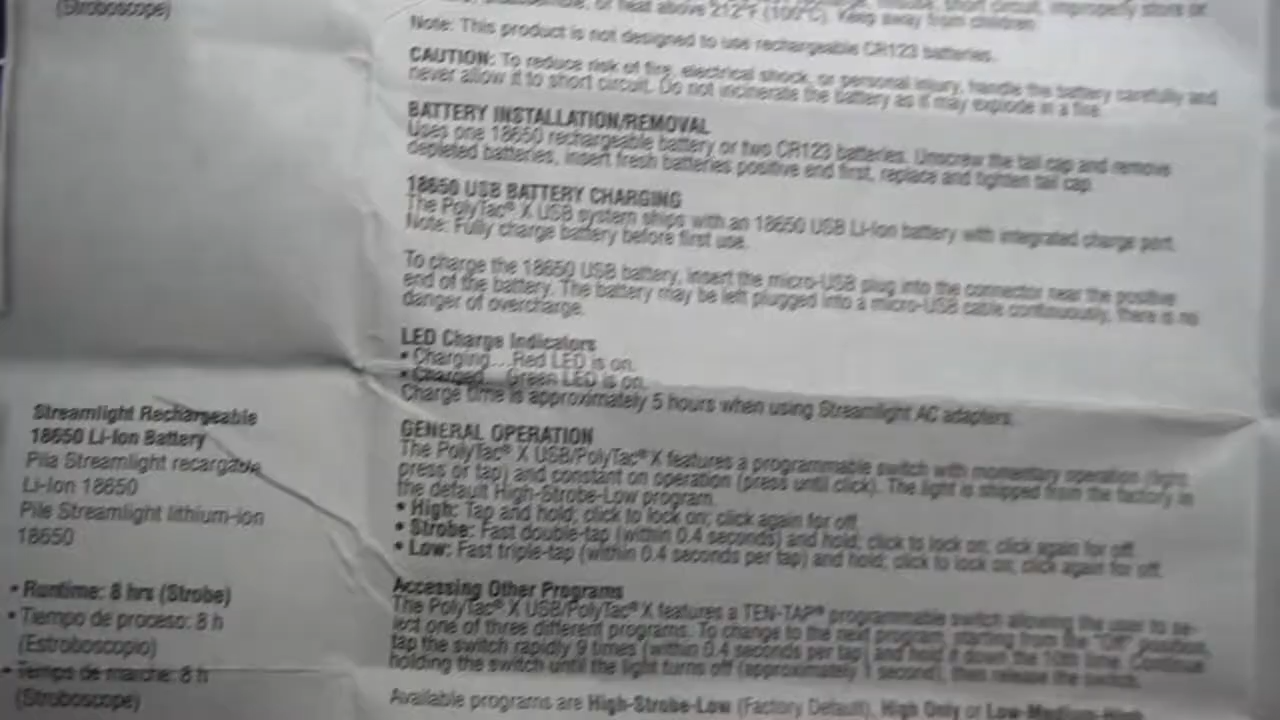 (Stroboscope)
or heat above 212°F (100°C). Keep away from children.
Note: This product is not designed to use rechargeable CR123 batteries.
CAUTION: To reduce risk of fire, electrical shock, or personal injury, handle the battery carefully and
never allow it to short circuit. Do not incinerate the battery as it may explode in a fire.
BATTERY INSTALLATION/REMOVAL
Uses one 18650 rechargeable battery or two CR123 batteries. Unscrew the tail cap and remove
depleted batteries, insert fresh batteries positive end first, replace and tighten tail cap.
18650 USB BATTERY CHARGING
The PolyTac® X USB system ships with an 18650 USB Li-Ion battery with integrated charge port.
Note: Fully charge battery before first use.
To charge the 18650 USB battery, insert the micro-USB plug into the connector near the positive
end of the battery. The battery may be left plugged into a micro-USB cable continuously, there is no
danger of overcharge.
LED Charge Indicators
• Charging...Red LED is on.
• Charged...Green LED is on.
Charge time is approximately 5 hours when using Streamlight AC adapters.
GENERAL OPERATION
The PolyTac® X USB/PolyTac® X features a programmable switch with momentary operation (light
press or tap) and constant on operation (press until click). The light is shipped from the factory in
the default High-Strobe-Low program.
• High: Tap and hold; click to lock on; click again for off.
• Strobe: Fast double-tap (within 0.4 seconds) and hold; click to lock on; click again for off.
• Low: Fast triple-tap (within 0.4 seconds per tap) and hold; click to lock on; click again for off.
Accessing Other Programs
The PolyTac® X USB/PolyTac® X features a TEN-TAP® programmable switch allowing the user to se-
lect one of three different programs. To change to the next program, starting from the "Off" position,
tap the switch rapidly 9 times (within 0.4 seconds per tap) and hold it down the 10th time. Continue
holding the switch until the light turns off (approximately 1 second), then release the switch.
Available programs are High-Strobe-Low (Factory Default), High Only or Low-Medium-High
Streamlight Rechargeable
18650 Li-Ion Battery
Pila Streamlight recargable
Li-Ion 18650
Pile Streamlight lithium-ion
18650
• Runtime: 8 hrs (Strobe)
• Tiempo de proceso: 8 h
(Estroboscopio)
• Temps de marche: 8 h
(Stroboscope)